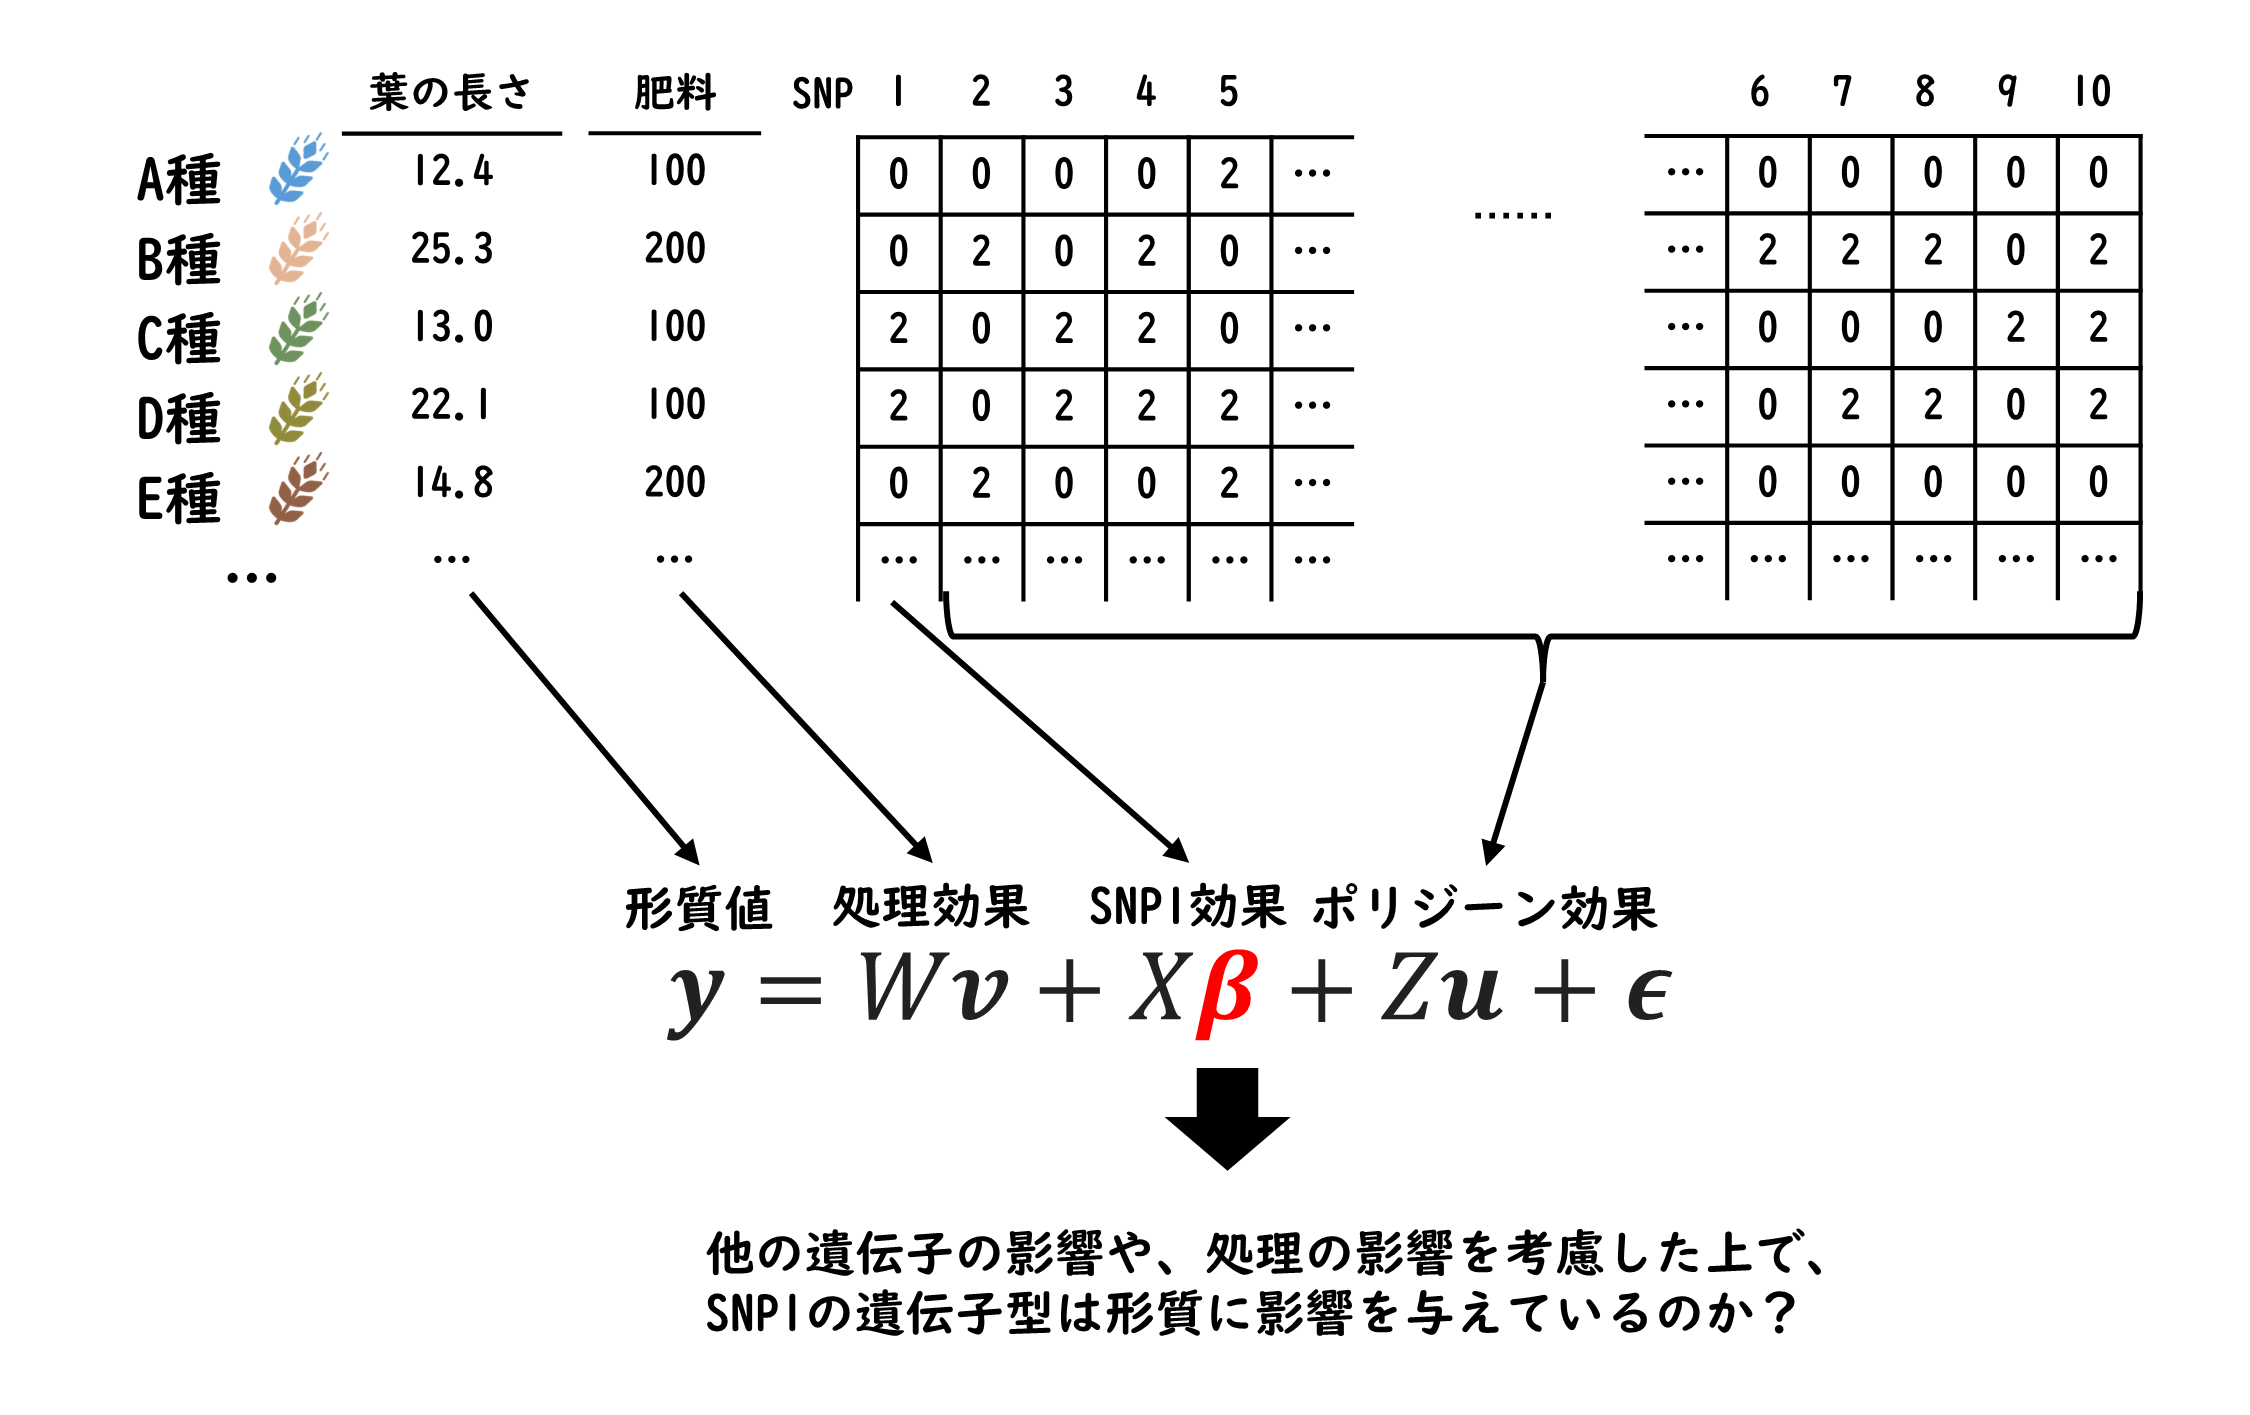 葉の長さ 肥料 SNP 1 2 3 4 5 6 7 8 9 10
A種 12.4 100 0 0 0 0 2 … … 0 0 0 0 0
……
B種 25.3 200 0 2 0 2 0 … … 2 2 2 0 2
C種 13.0 100 2 0 2 2 0 … … 0 0 0 2 2
D種 22.1 100 2 0 2 2 2 … … 0 2 2 0 2
E種 14.8 200 0 2 0 0 2 … … 0 0 0 0 0
… … … … … … … … … … … … … … …
形質値 処理効果 SNP1効果 ポリジーン効果
y = Wv + Xβ + Zu + ϵ
他の遺伝子の影響や、処理の影響を考慮した上で、
SNP1の遺伝子型は形質に影響を与えているのか？